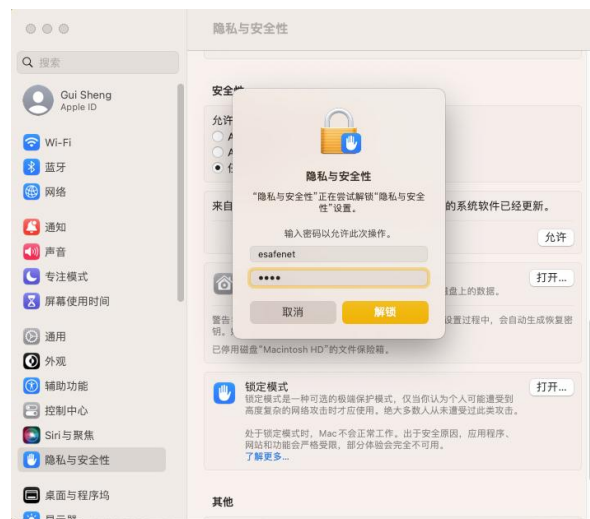 隐私与安全性
搜索
Gui Sheng
Apple ID
Wi-Fi
蓝牙
网络
通知
声音
专注模式
屏幕使用时间
通用
外观
辅助功能
控制中心
Siri与聚焦
隐私与安全性
桌面与程序坞
显示器
安全性
允许
A
A
来自
的系统软件已经更新。
允许
隐私与安全性
“隐私与安全性”正在尝试解锁“隐私与安全
性”设置。
输入密码以允许此次操作。
esafenet
••••
取消
解锁
打开...
盘上的数据。
警告
设置过程中，会自动生成恢复密
钥。
已停用磁盘“Macintosh HD”的文件保险箱。
锁定模式
打开...
锁定模式是一种可选的极端保护模式，仅当你认为个人可能遭受到
高度复杂的网络攻击时才应使用。绝大多数人从未遭受过此类攻击。
处于锁定模式时，Mac 不会正常工作。出于安全原因，应用程序、
网站和功能会严格受限，部分体验会完全不可用。
了解更多...
其他